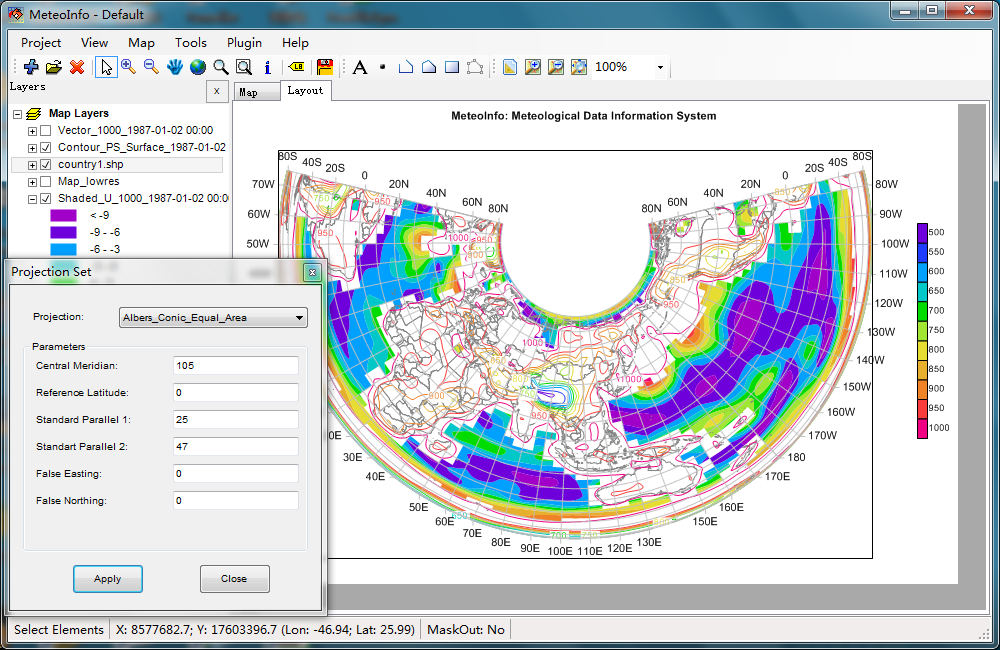 MeteoInfo - Default
Project View Map Tools Plugin Help
LB
A
100%
Layers
x
Map Layers
Vector_1000_1987-01-02 00:00
Contour_PS_Surface_1987-01-02
country1.shp
Map_lowres
Shaded_U_1000_1987-01-02 00:0
< -9
-9 - -6
-6 - -3
Map Layout
MeteoInfo: Meteological Data Information System
80S 40S 20S 0 20N 40N 60N 80N
80N 60N 40N 20N 0 20S 40S 80S
70W
60W
50W
80W
90W
100W
110W
120W
130W
140W
150W
160W
170W
180
170E
160E
150E
130E
120E
110E
100E
90E
80E
70E
60E
50E
40E
30E
0E
750
950
1000
950
900
1000
950
1000
950
500
550
600
650
700
750
800
850
900
950
1000
Projection Set
Projection: Albers_Conic_Equal_Area
Parameters
Central Meridian: 105
Reference Latitude: 0
Standard Parallel 1: 25
Standart Parallel 2: 47
False Easting: 0
False Northing: 0
Apply Close
Select Elements X: 8577682.7; Y: 17603396.7 (Lon: -46.94; Lat: 25.99) MaskOut: No